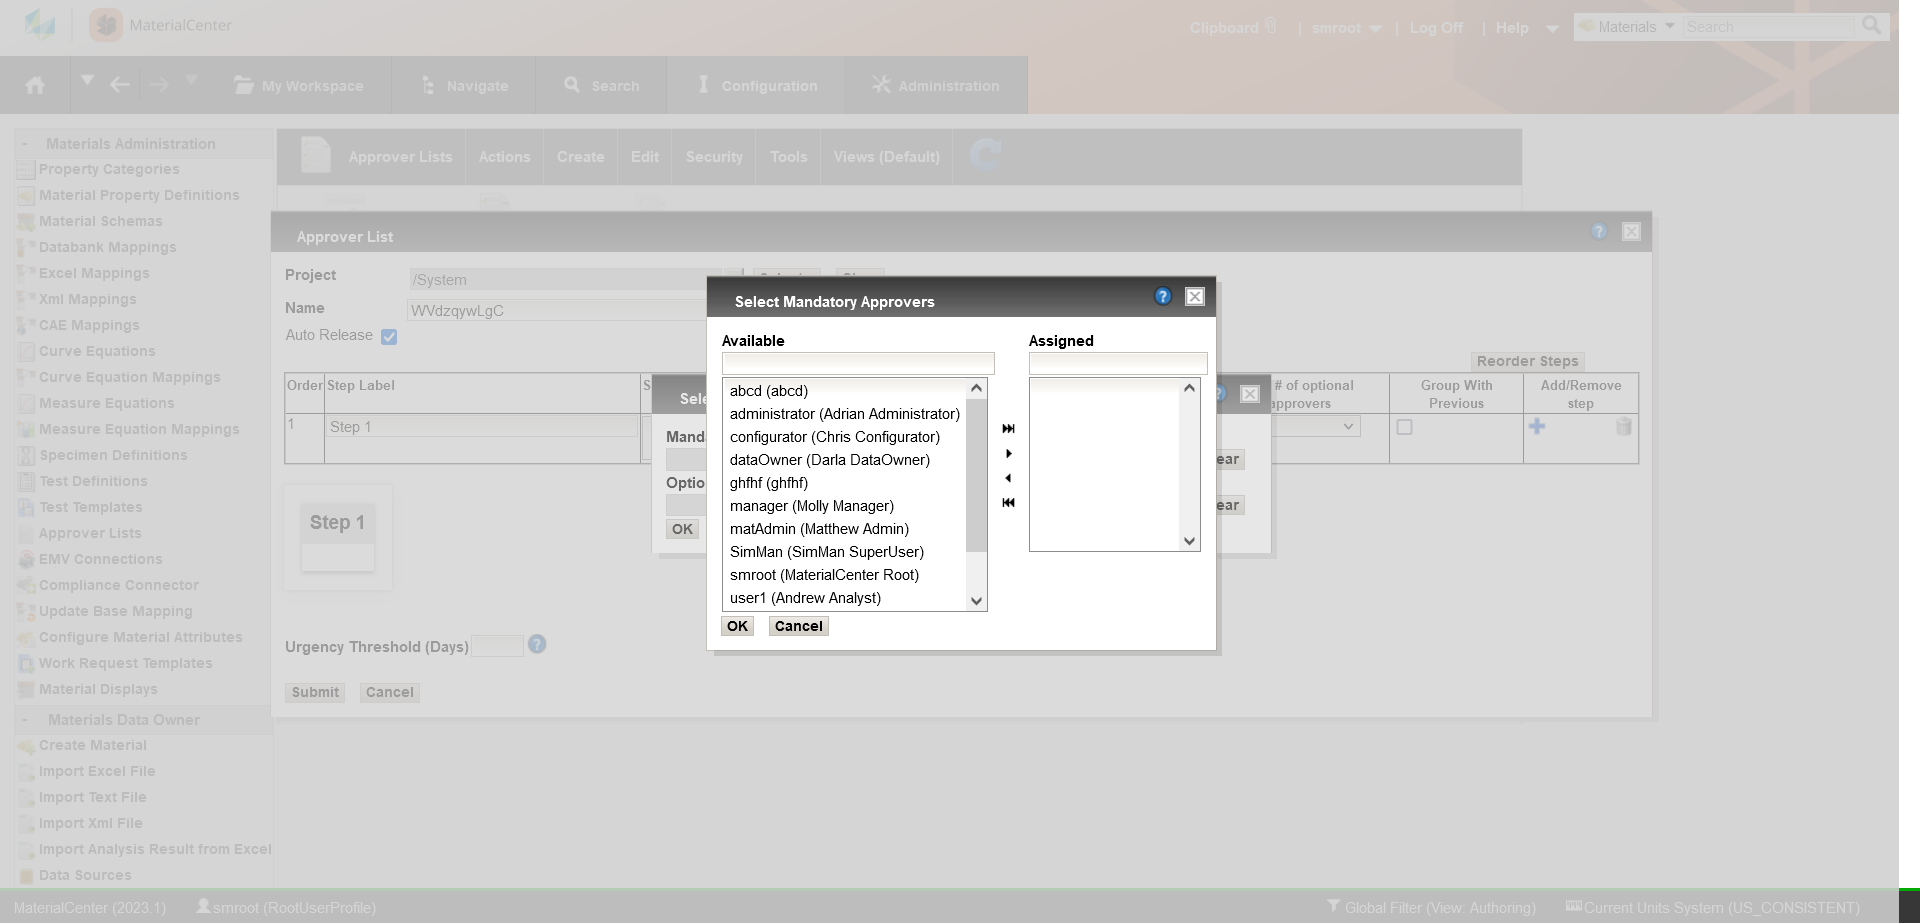 MaterialCenter
Clipboard | smroot | Log Off | Help
Materials Search
My Workspace Navigate Search Configuration Administration
- Materials Administration
Property Categories
Material Property Definitions
Material Schemas
Databank Mappings
Excel Mappings
Xml Mappings
CAE Mappings
Curve Equations
Curve Equation Mappings
Measure Equations
Measure Equation Mappings
Specimen Definitions
Test Definitions
Test Templates
Approver Lists
EMV Connections
Compliance Connector
Update Base Mapping
Configure Material Attributes
Work Request Templates
Material Displays
- Materials Data Owner
Create Material
Import Excel File
Import Text File
Import Xml File
Import Analysis Result from Excel
Data Sources
Approver Lists Actions Create Edit Security Tools Views (Default)
Approver List
Project /System
Name WVdzqywLgC
Auto Release
Reorder Steps
Order Step Label # of optional Group With Previous Add/Remove step
1 Step 1
Step 1
Urgency Threshold (Days)
Submit Cancel
OK
Select Mandatory Approvers
Available
abcd (abcd)
administrator (Adrian Administrator)
configurator (Chris Configurator)
dataOwner (Darla DataOwner)
ghfhf (ghfhf)
manager (Molly Manager)
matAdmin (Matthew Admin)
SimMan (SimMan SuperUser)
smroot (MaterialCenter Root)
user1 (Andrew Analyst)
Assigned
OK Cancel
MaterialCenter (2023.1) smroot (RootUserProfile)
Global Filter (View: Authoring) Current Units System (US_CONSISTENT)